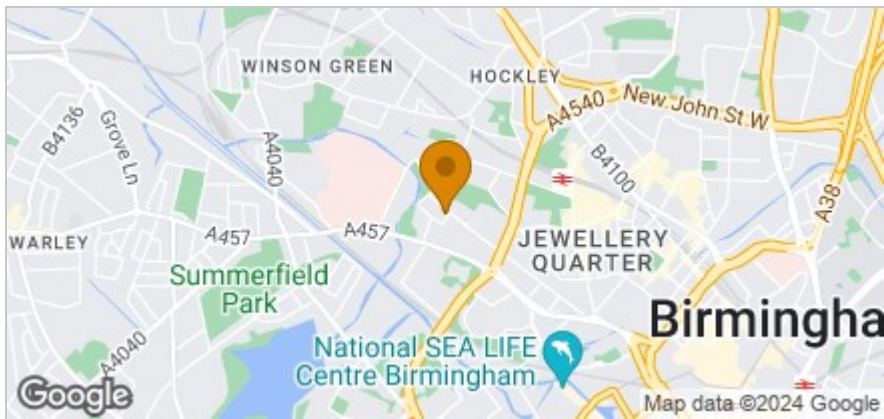 WINSON GREEN
HOCKLEY
A4540
New John St W
B4136
Grove Ln
A4040
B4100
A38
WARLEY
A457
A457
JEWELLERY
QUARTER
Summerfield
Park
A4040
Birmingha
National SEA LIFE
Centre Birmingham
Google
Map data ©2024 Google